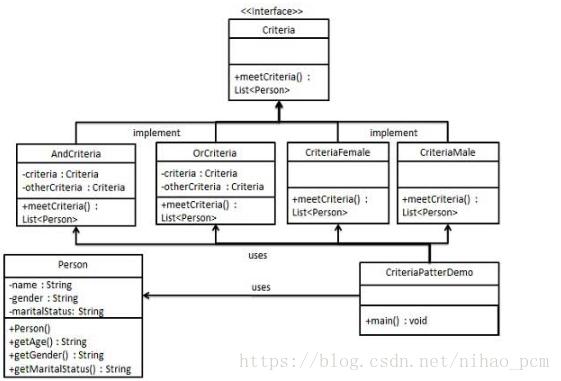 <<Interface>>
Criteria
+meetCriteria() :
List<Person>
implement
implement
AndCriteria
-criteria : Criteria
-otherCriteria : Criteria
+meetCriteria() :
List<Person>
OrCriteria
-criteria : Criteria
-otherCriteria : Criteria
+meetCriteria() :
List<Person>
CriteriaFemale
+meetCriteria() :
List<Person>
CriteriaMale
+meetCriteria() :
List<Person>
uses
Person
-name : String
-gender : String
-maritalStatus: String
+Person()
+getAge() : String
+getGender() : String
+getMaritalStatus() : String
uses
CriteriaPatterDemo
+main() : void
https://blog.csdn.net/nihao_pcm